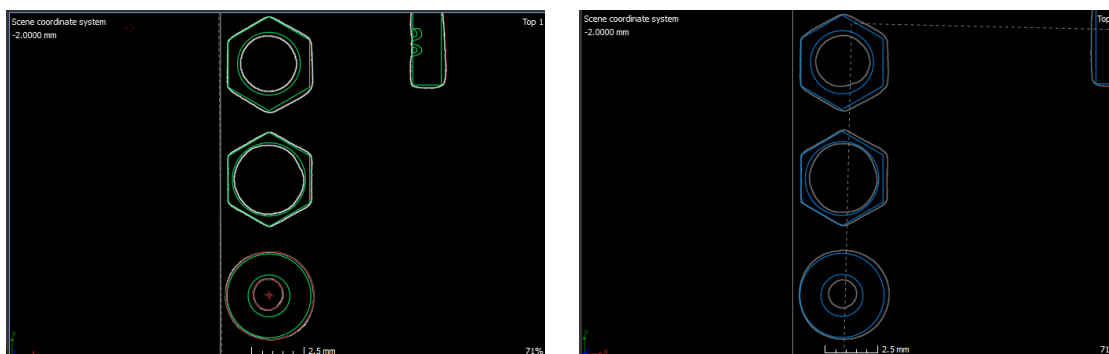 Scene coordinate system
Top 1
-2.0000 mm
2.5 mm
71%
Scene coordinate system
Top
-2.0000 mm
2.5 mm
71